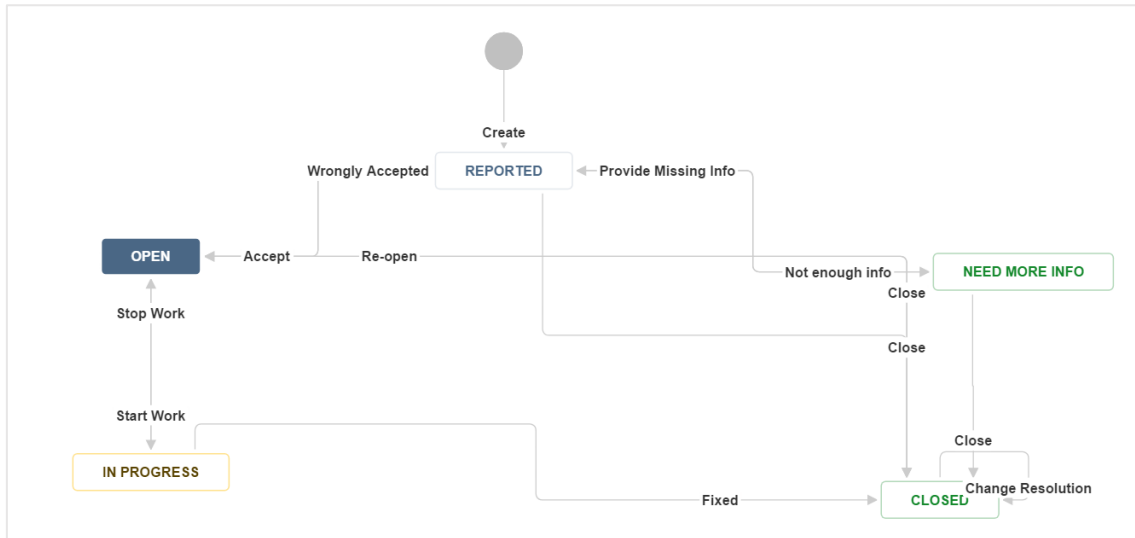 Create
Wrongly Accepted
REPORTED
Provide Missing Info
OPEN
Accept
Re-open
Not enough info
NEED MORE INFO
Close
Stop Work
Close
Start Work
Close
IN PROGRESS
Change Resolution
Fixed
CLOSED